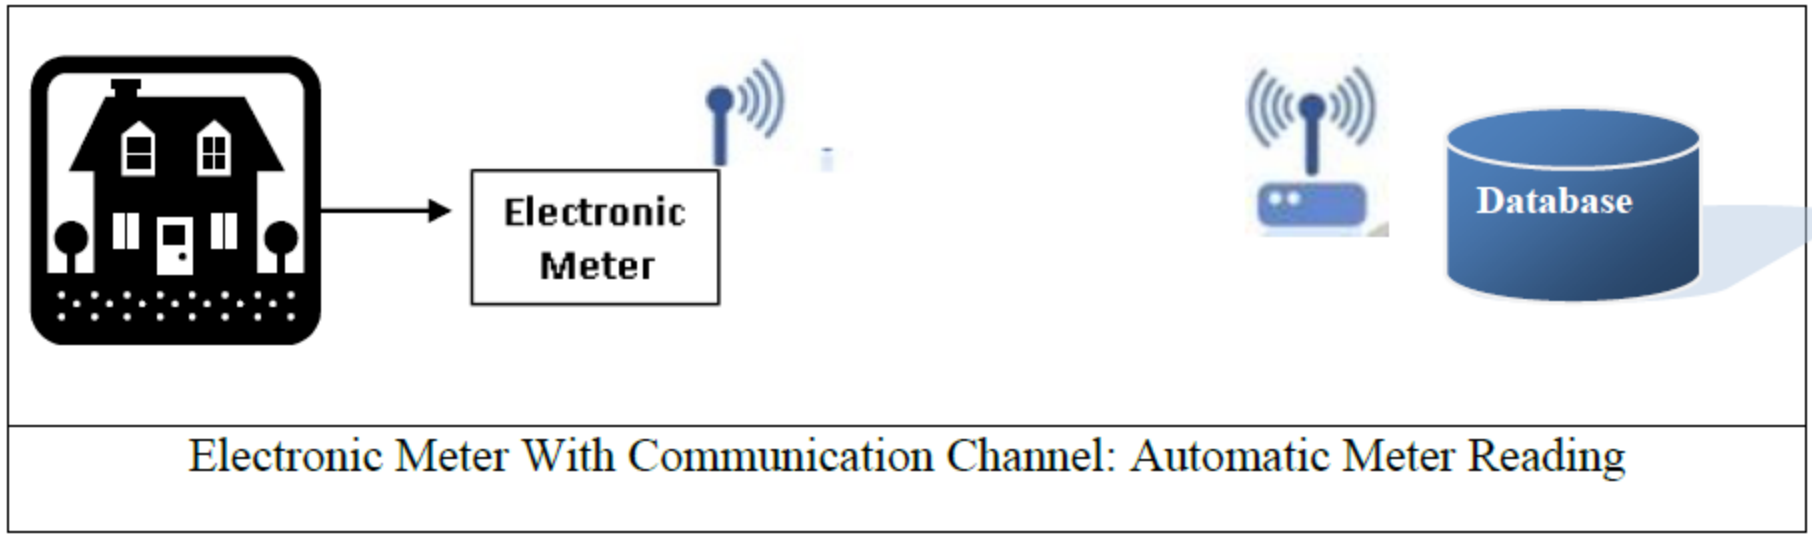 Electronic
Meter
Database
Electronic Meter With Communication Channel: Automatic Meter Reading